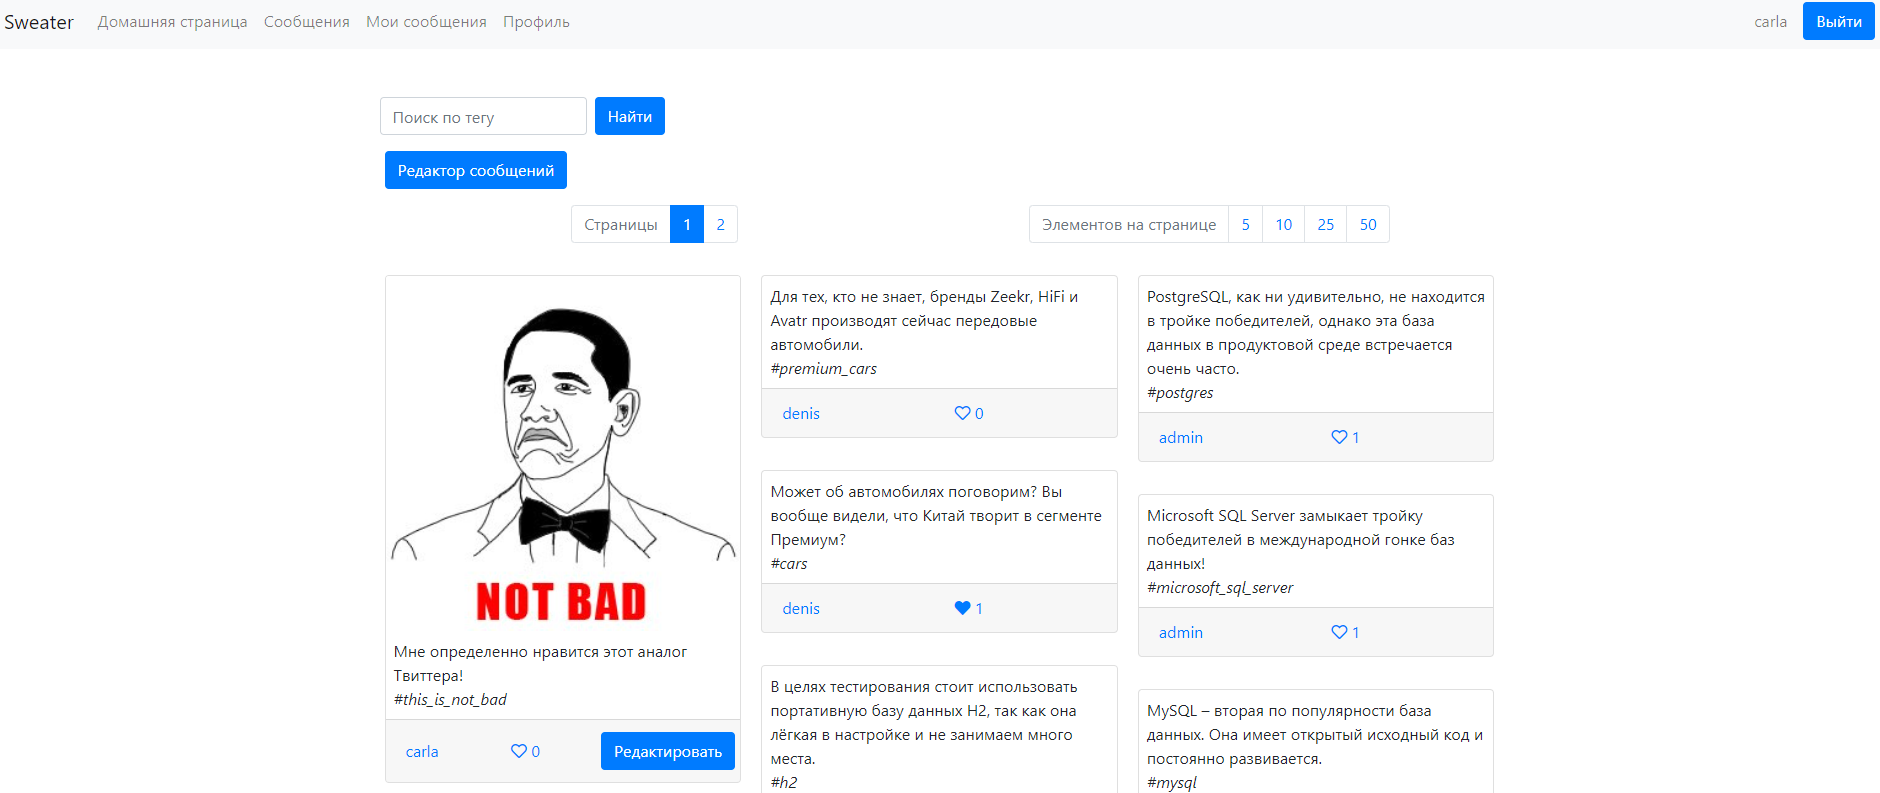 Sweater Домашняя страница Сообщения Мои сообщения Профиль carla Выйти
Поиск по тегу Найти
Редактор сообщений
Страницы 1 2 Элементов на странице 5 10 25 50
NOT BAD
Мне определенно нравится этот аналог
Твиттера!
#this_is_not_bad
carla 0 Редактировать
Для тех, кто не знает, бренды Zeekr, HiFi и
Avatr производят сейчас передовые
автомобили.
#premium_cars
denis 0
Может об автомобилях поговорим? Вы
вообще видели, что Китай творит в сегменте
Премиум?
#cars
denis 1
В целях тестирования стоит использовать
портативную базу данных H2, так как она
лёгкая в настройке и не занимаем много
места.
#h2
PostgreSQL, как ни удивительно, не находится
в тройке победителей, однако эта база
данных в продуктовой среде встречается
очень часто.
#postgres
admin 1
Microsoft SQL Server замыкает тройку
победителей в международной гонке баз
данных!
#microsoft_sql_server
admin 1
MySQL – вторая по популярности база
данных. Она имеет открытый исходный код и
постоянно развивается.
#mysql